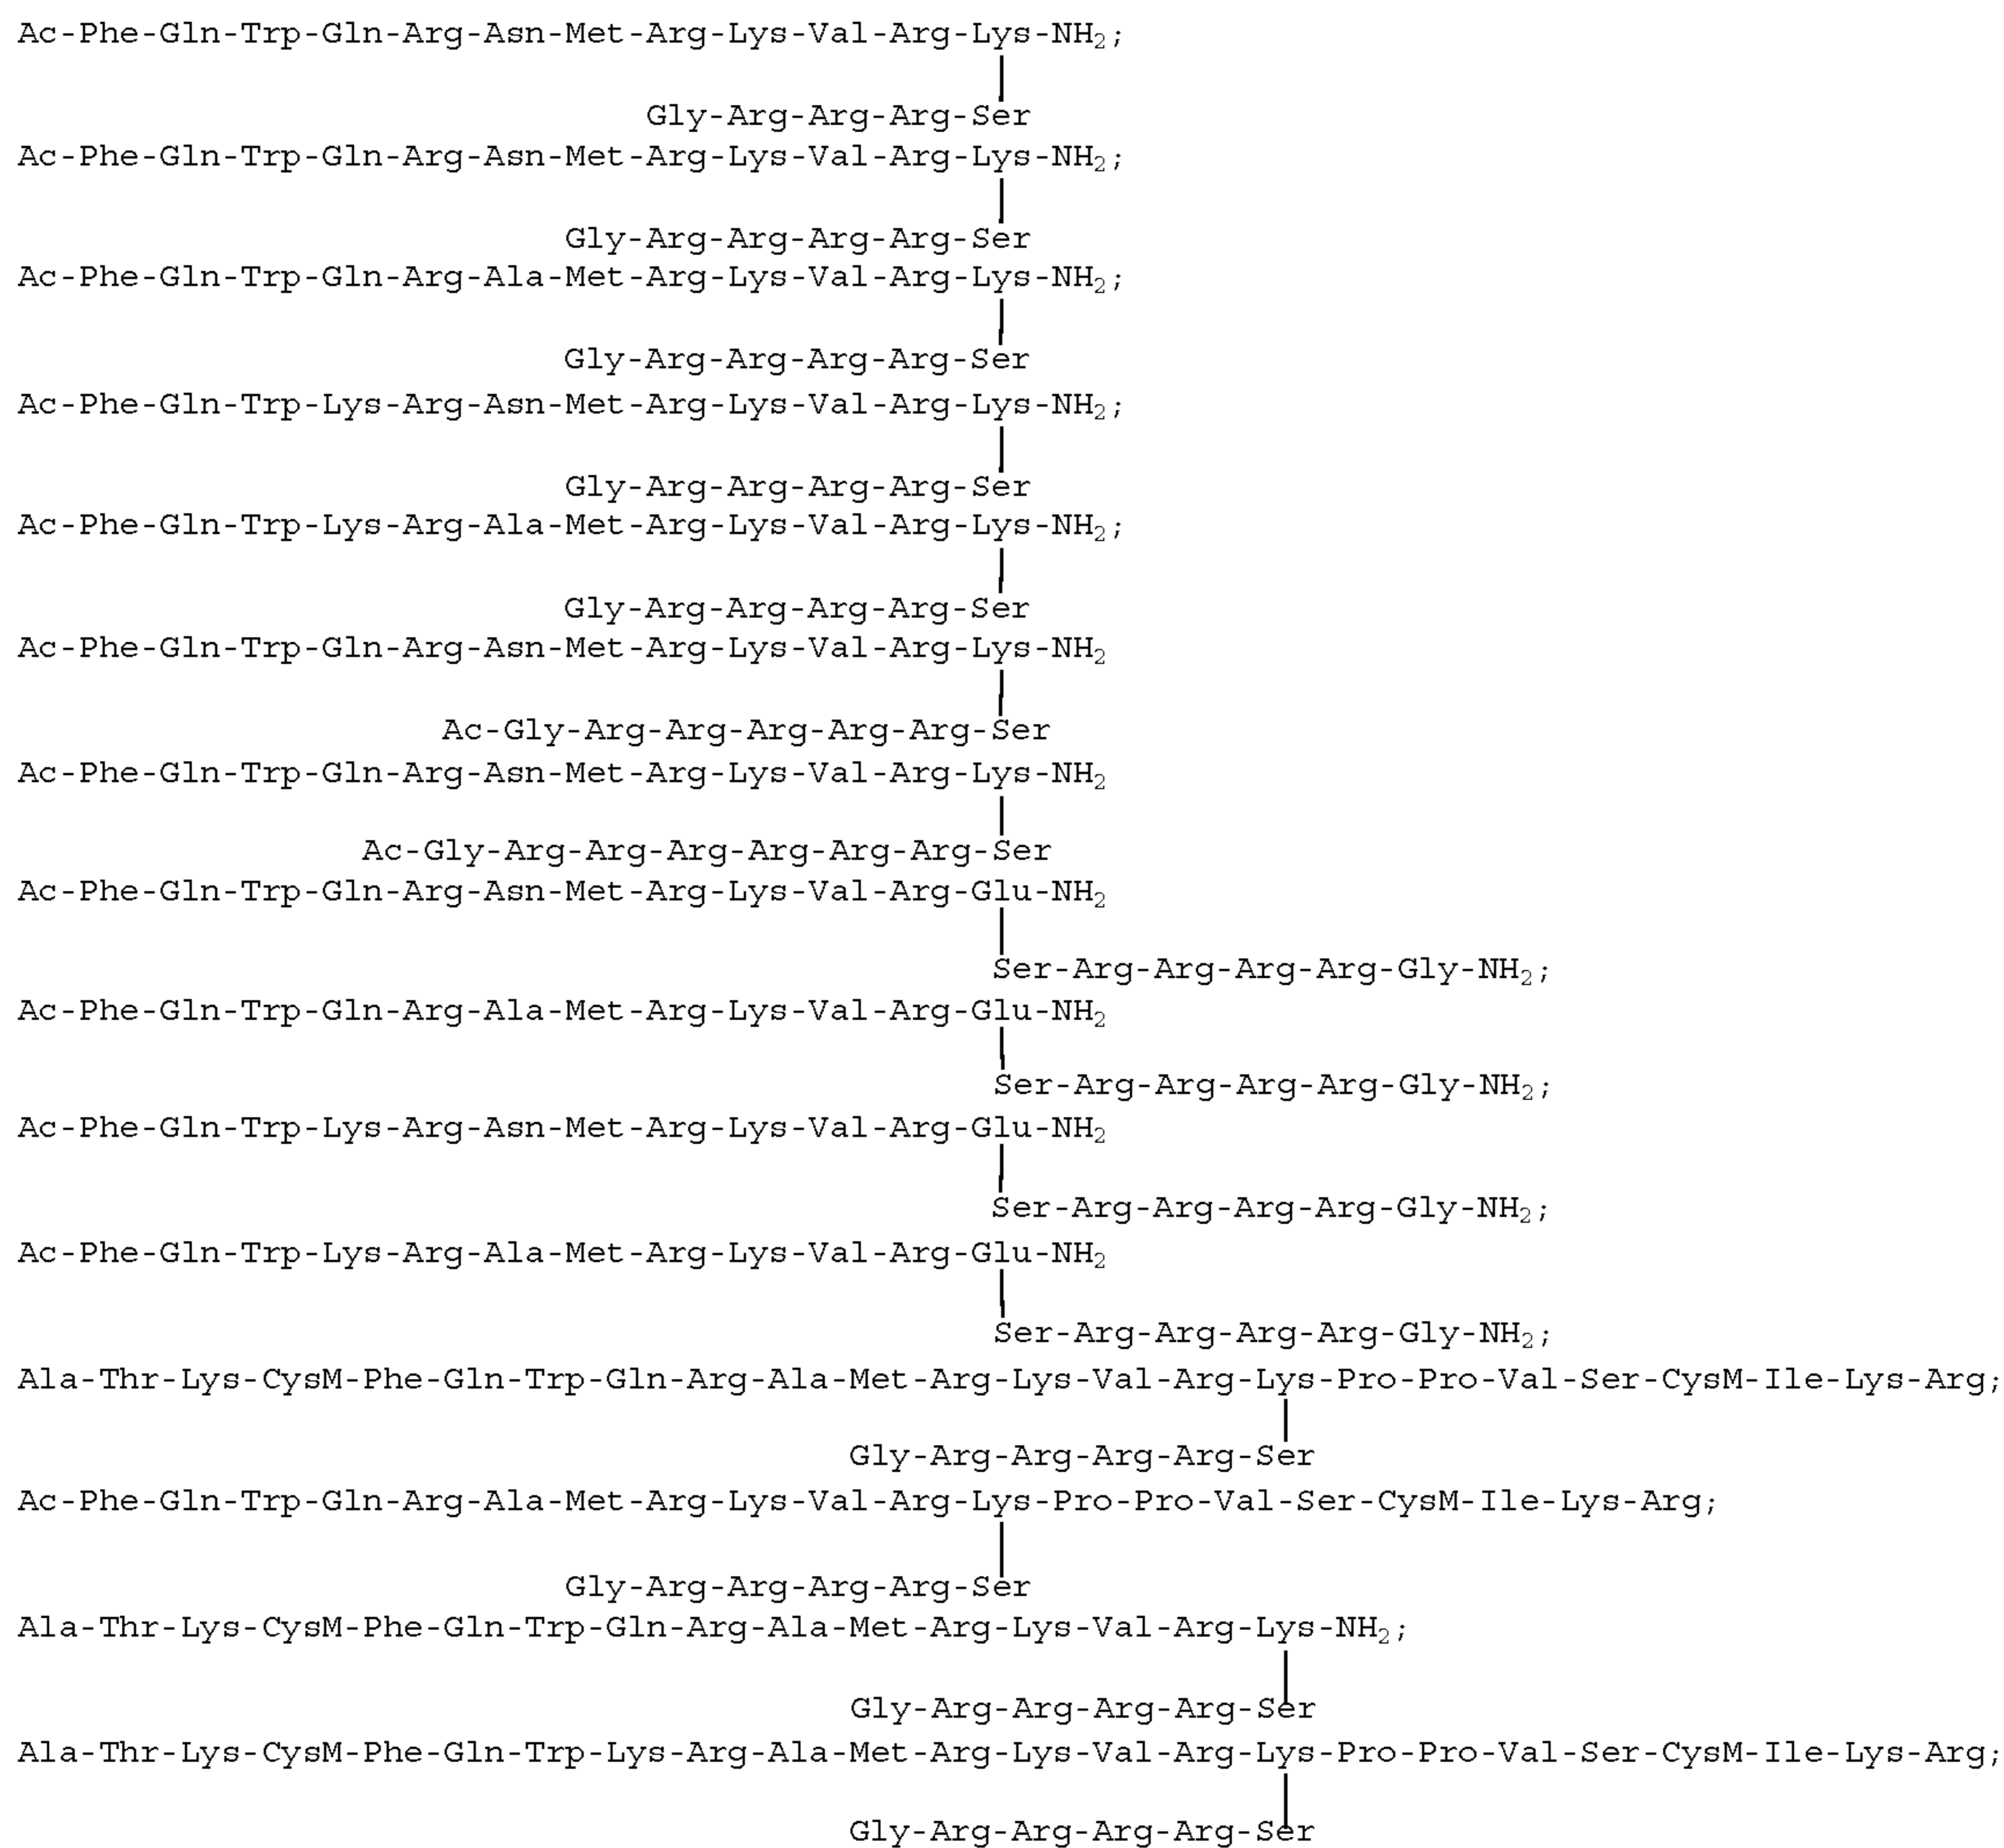 Ac-Phe-Gln-Trp-Gln-Arg-Asn-Met-Arg-Lys-Val-Arg-Lys-NH₂;
Gly-Arg-Arg-Arg-Ser
Ac-Phe-Gln-Trp-Gln-Arg-Asn-Met-Arg-Lys-Val-Arg-Lys-NH₂;
Gly-Arg-Arg-Arg-Arg-Ser
Ac-Phe-Gln-Trp-Gln-Arg-Ala-Met-Arg-Lys-Val-Arg-Lys-NH₂;
Gly-Arg-Arg-Arg-Arg-Ser
Ac-Phe-Gln-Trp-Lys-Arg-Asn-Met-Arg-Lys-Val-Arg-Lys-NH₂;
Gly-Arg-Arg-Arg-Arg-Ser
Ac-Phe-Gln-Trp-Lys-Arg-Ala-Met-Arg-Lys-Val-Arg-Lys-NH₂;
Gly-Arg-Arg-Arg-Arg-Ser
Ac-Phe-Gln-Trp-Gln-Arg-Asn-Met-Arg-Lys-Val-Arg-Lys-NH₂
Ac-Gly-Arg-Arg-Arg-Arg-Arg-Ser
Ac-Phe-Gln-Trp-Gln-Arg-Asn-Met-Arg-Lys-Val-Arg-Lys-NH₂
Ac-Gly-Arg-Arg-Arg-Arg-Arg-Arg-Ser
Ac-Phe-Gln-Trp-Gln-Arg-Asn-Met-Arg-Lys-Val-Arg-Glu-NH₂
Ser-Arg-Arg-Arg-Arg-Gly-NH₂;
Ac-Phe-Gln-Trp-Gln-Arg-Ala-Met-Arg-Lys-Val-Arg-Glu-NH₂
Ser-Arg-Arg-Arg-Arg-Gly-NH₂;
Ac-Phe-Gln-Trp-Lys-Arg-Asn-Met-Arg-Lys-Val-Arg-Glu-NH₂
Ser-Arg-Arg-Arg-Arg-Gly-NH₂;
Ac-Phe-Gln-Trp-Lys-Arg-Ala-Met-Arg-Lys-Val-Arg-Glu-NH₂
Ser-Arg-Arg-Arg-Arg-Gly-NH₂;
Ala-Thr-Lys-CysM-Phe-Gln-Trp-Gln-Arg-Ala-Met-Arg-Lys-Val-Arg-Lys-Pro-Pro-Val-Ser-CysM-Ile-Lys-Arg;
Gly-Arg-Arg-Arg-Arg-Ser
Ac-Phe-Gln-Trp-Gln-Arg-Ala-Met-Arg-Lys-Val-Arg-Lys-Pro-Pro-Val-Ser-CysM-Ile-Lys-Arg;
Gly-Arg-Arg-Arg-Arg-Ser
Ala-Thr-Lys-CysM-Phe-Gln-Trp-Gln-Arg-Ala-Met-Arg-Lys-Val-Arg-Lys-NH₂;
Gly-Arg-Arg-Arg-Arg-Ser
Ala-Thr-Lys-CysM-Phe-Gln-Trp-Lys-Arg-Ala-Met-Arg-Lys-Val-Arg-Lys-Pro-Pro-Val-Ser-CysM-Ile-Lys-Arg;
Gly-Arg-Arg-Arg-Arg-Ser